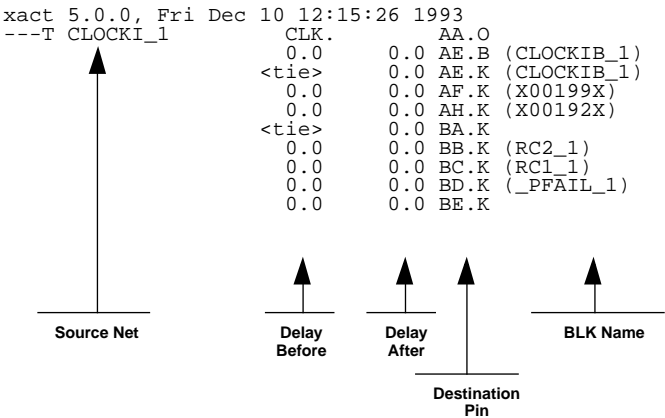 xact 5.0.0, Fri Dec 10 12:15:26 1993
---T CLOCKI_1 CLK. AA.O
0.0 0.0 AE.B (CLOCKIB_1)
<tie> 0.0 AE.K (CLOCKIB_1)
0.0 0.0 AF.K (X00199X)
0.0 0.0 AH.K (X00192X)
<tie> 0.0 BA.K
0.0 0.0 BB.K (RC2_1)
0.0 0.0 BC.K (RC1_1)
0.0 0.0 BD.K (_PFAIL_1)
0.0 0.0 BE.K
Source Net Delay Delay BLK Name
Before After
Destination
Pin